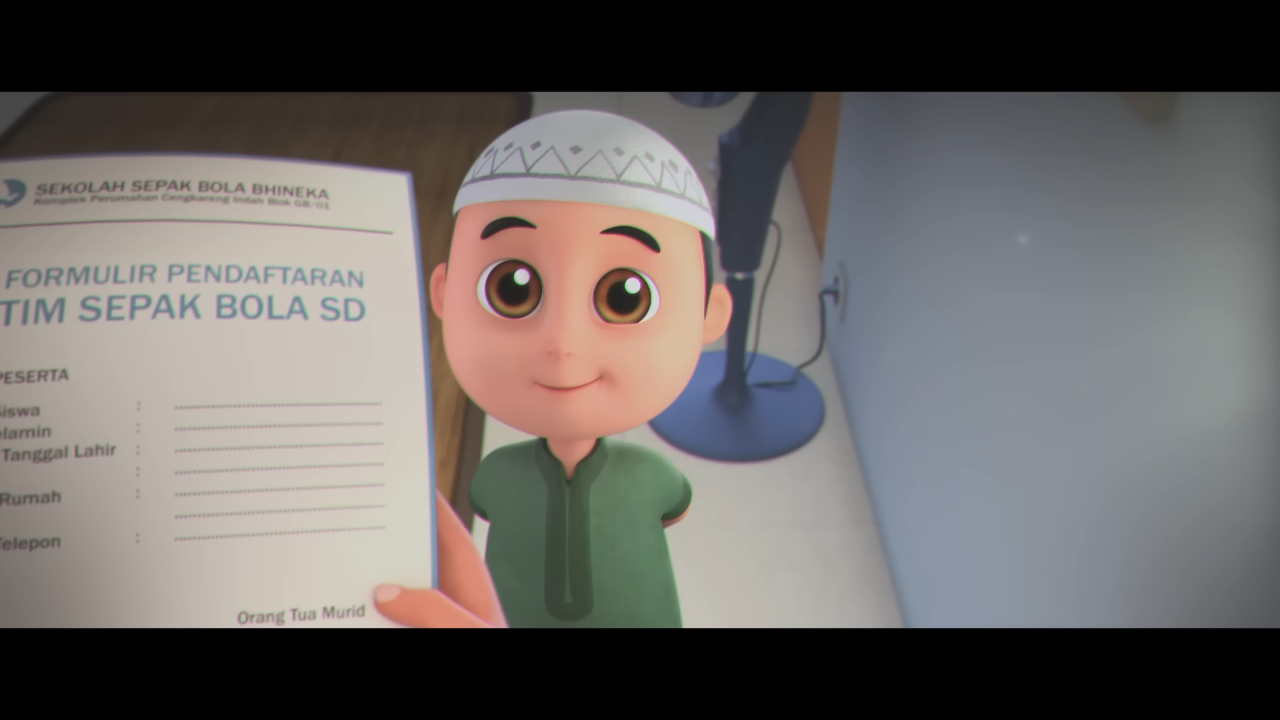 SEKOLAH SEPAK BOLA BHINEKA
Komplek Perumahan Cengkareng Indah Blok GB/01
FORMULIR PENDAFTARAN
TIM SEPAK BOLA SD
PESERTA
Siswa :
elamin :
Tanggal Lahir :
:
Rumah :
Telepon :
Orang Tua Murid